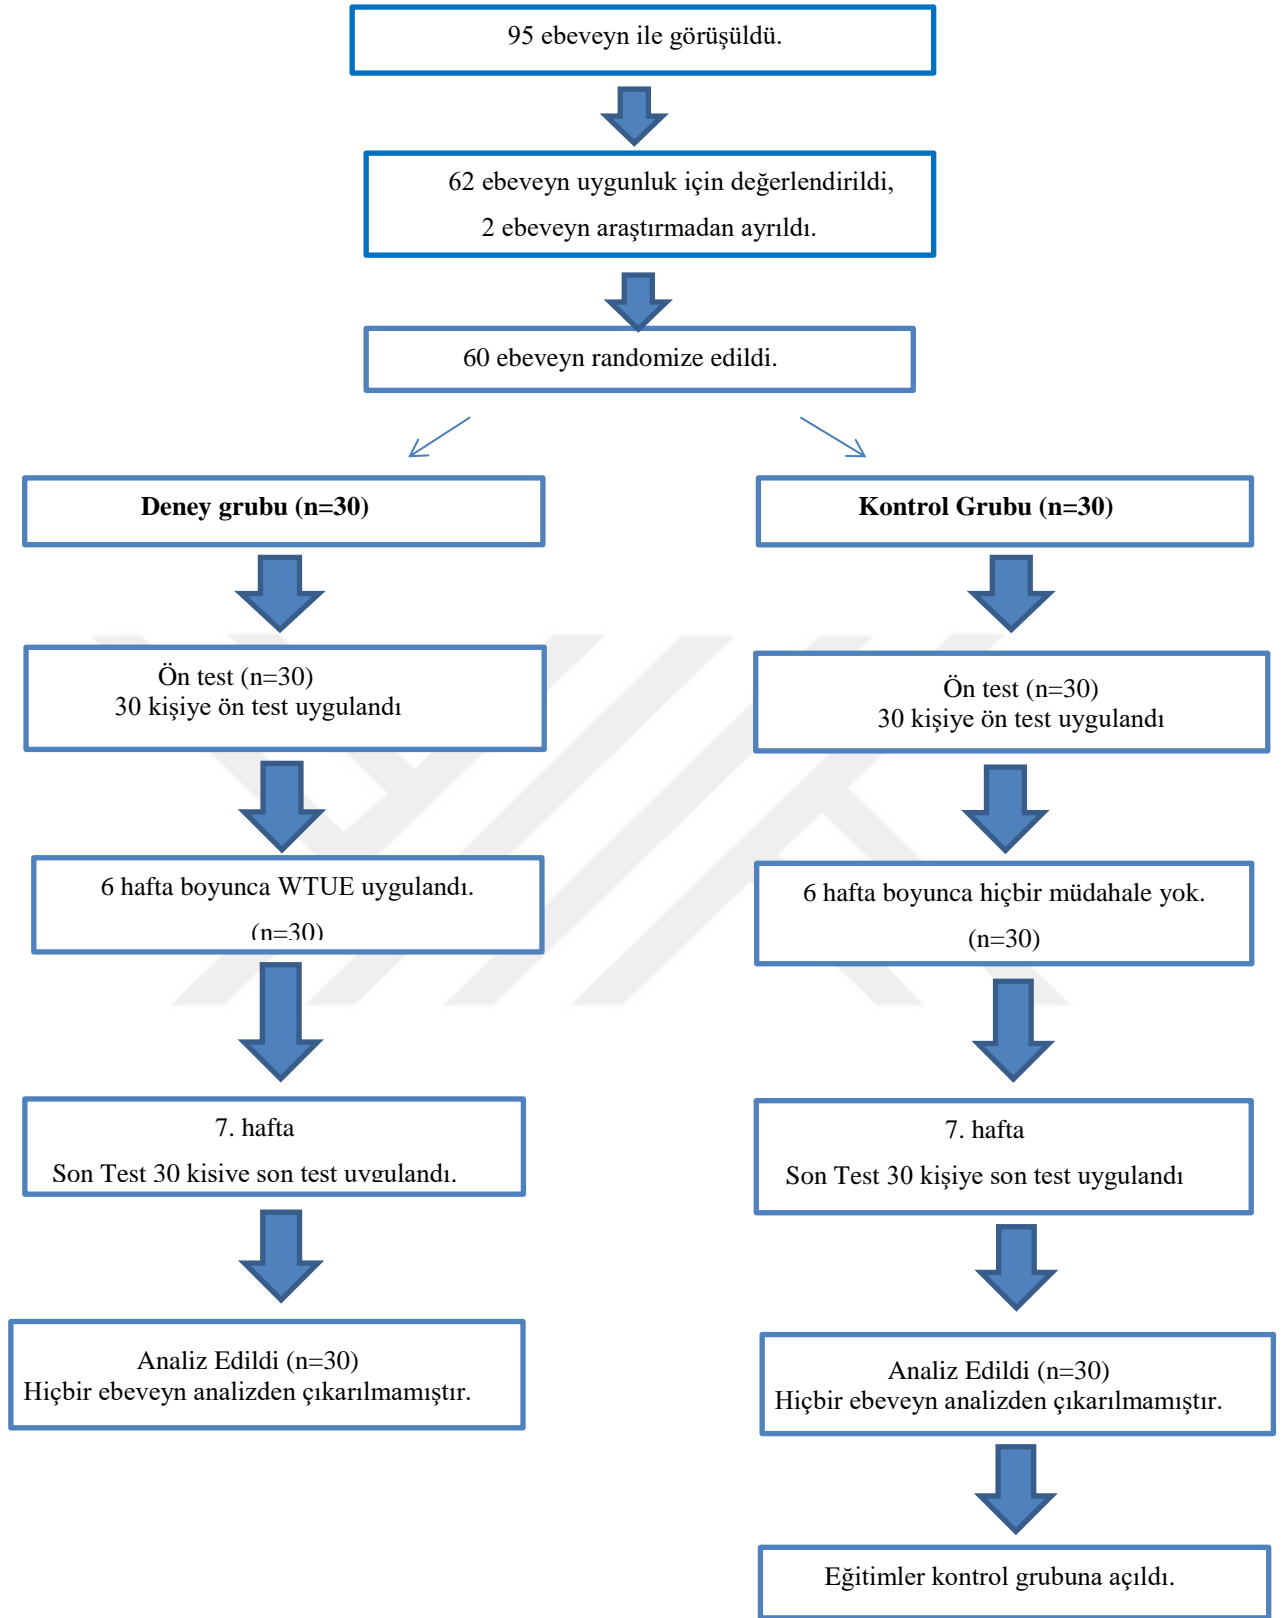 95 ebeveyn ile görüşüldü.
62 ebeveyn uygunluk için değerlendirildi,
2 ebeveyn araştırmadan ayrıldı.
60 ebeveyn randomize edildi.
Deney grubu (n=30)
Kontrol Grubu (n=30)
Ön test (n=30)
30 kişiye ön test uygulandı
Ön test (n=30)
30 kişiye ön test uygulandı
6 hafta boyunca WTUE uygulandı.
(n=30)
6 hafta boyunca hiçbir müdahale yok.
(n=30)
7. hafta
Son Test 30 kişiye son test uygulandı.
7. hafta
Son Test 30 kişiye son test uygulandı
Analiz Edildi (n=30)
Hiçbir ebeveyn analizden çıkarılmamıştır.
Analiz Edildi (n=30)
Hiçbir ebeveyn analizden çıkarılmamıştır.
Eğitimler kontrol grubuna açıldı.